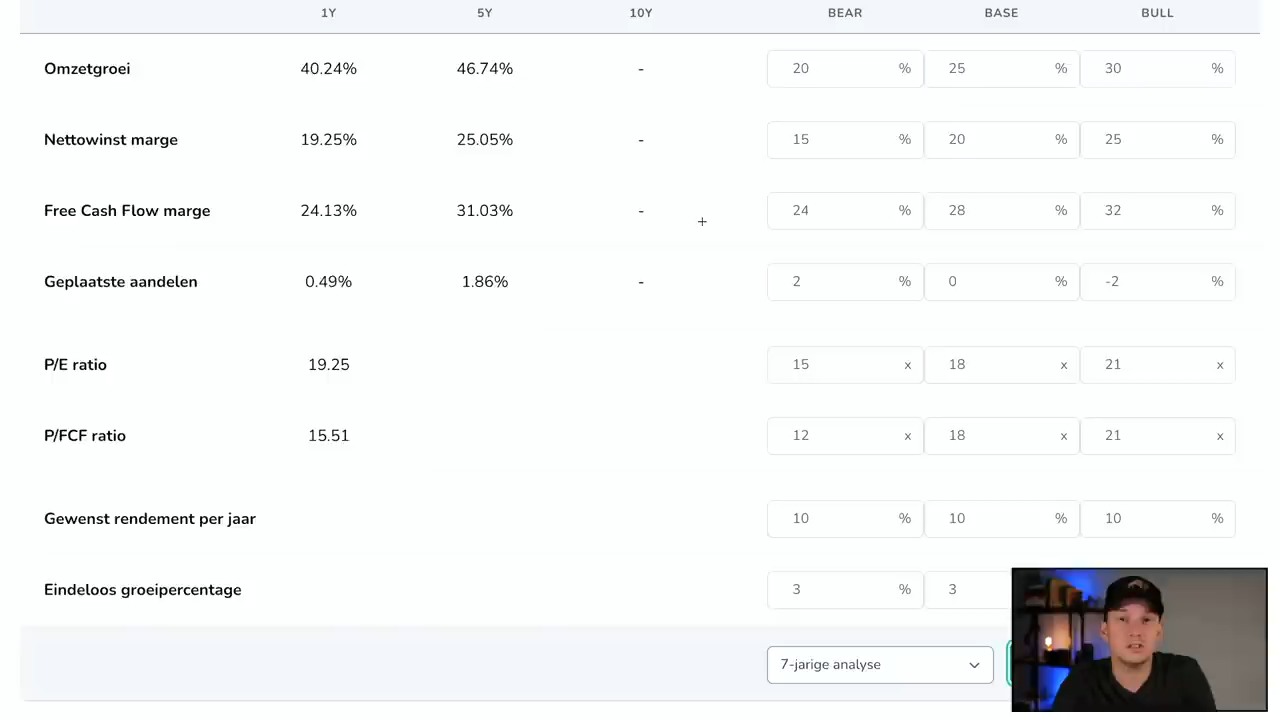 1Y 5Y 10Y BEAR BASE BULL
Omzetgroei 40.24% 46.74% - 20 % 25 % 30 %
Nettowinst marge 19.25% 25.05% - 15 % 20 % 25 %
Free Cash Flow marge 24.13% 31.03% - 24 % 28 % 32 %
Geplaatste aandelen 0.49% 1.86% - 2 % 0 % -2 %
P/E ratio 19.25 15 x 18 x 21 x
P/FCF ratio 15.51 12 x 18 x 21 x
Gewenst rendement per jaar 10 % 10 % 10 %
Eindeloos groeipercentage 3 % 3
7-jarige analyse